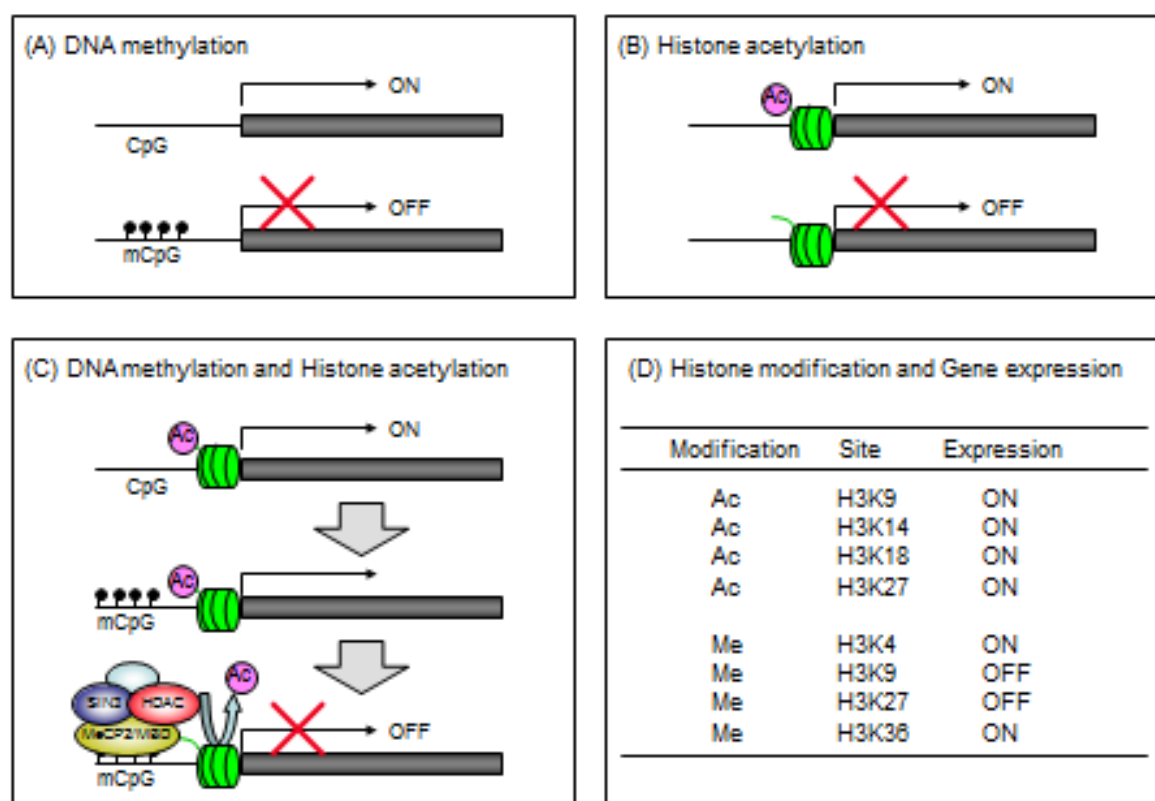 (A) DNA methylation
ON
CpG
OFF
mCpG
(B) Histone acetylation
Ac
ON
OFF
(C) DNA methylation and Histone acetylation
Ac
ON
CpG
Ac
mCpG
Ac
SIN3 HDAC
MeCP2/MBD
OFF
mCpG
(D) Histone modification and Gene expression
Modification Site Expression
Ac H3K9 ON
Ac H3K14 ON
Ac H3K18 ON
Ac H3K27 ON
Me H3K4 ON
Me H3K9 OFF
Me H3K27 OFF
Me H3K36 ON